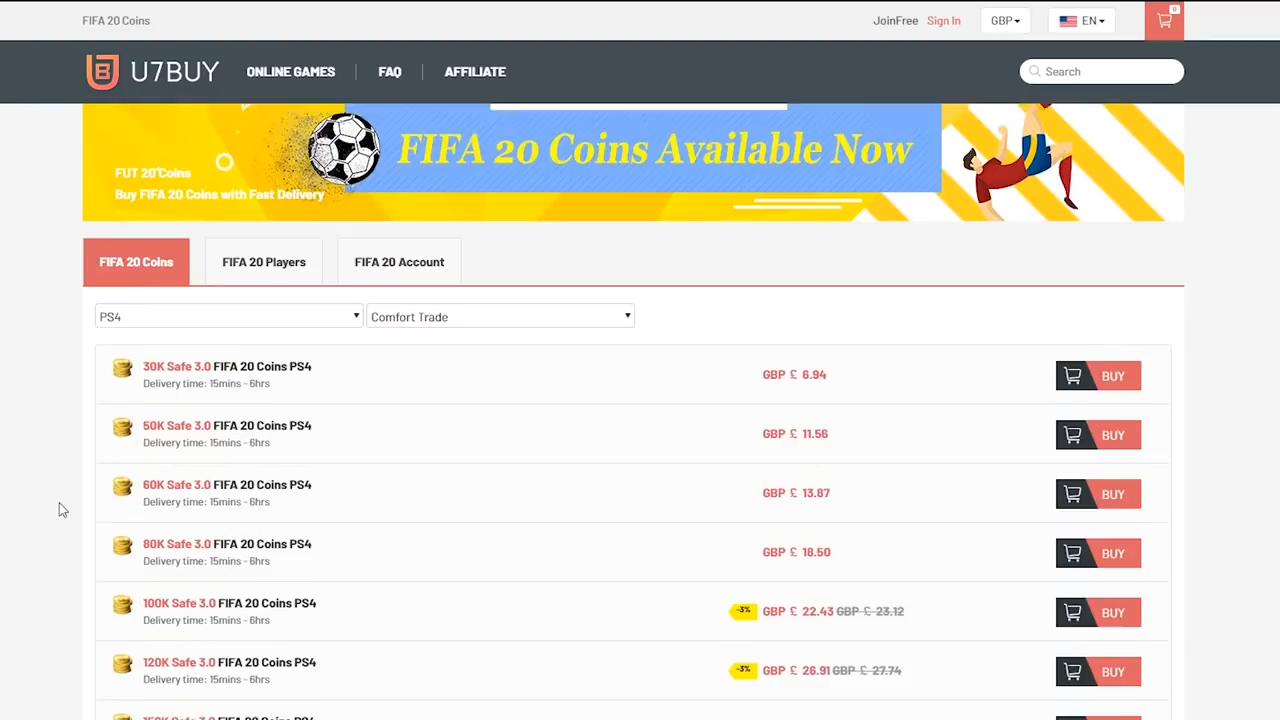 FIFA 20 Coins
JoinFree Sign In GBP EN 0
U7BUY ONLINE GAMES FAQ AFFILIATE Search
FIFA 20 Coins Available Now
FUT 20 Coins
Buy FIFA 20 Coins with Fast Delivery
FIFA 20 Coins FIFA 20 Players FIFA 20 Account
PS4 Comfort Trade
30K Safe 3.0 FIFA 20 Coins PS4 GBP £ 6.94 BUY
Delivery time: 15mins - 6hrs
50K Safe 3.0 FIFA 20 Coins PS4 GBP £ 11.56 BUY
Delivery time: 15mins - 6hrs
60K Safe 3.0 FIFA 20 Coins PS4 GBP £ 13.87 BUY
Delivery time: 15mins - 6hrs
80K Safe 3.0 FIFA 20 Coins PS4 GBP £ 18.50 BUY
Delivery time: 15mins - 6hrs
100K Safe 3.0 FIFA 20 Coins PS4 -3% GBP £ 22.43 GBP £ 23.12 BUY
Delivery time: 15mins - 6hrs
120K Safe 3.0 FIFA 20 Coins PS4 -3% GBP £ 26.91 GBP £ 27.74 BUY
Delivery time: 15mins - 6hrs